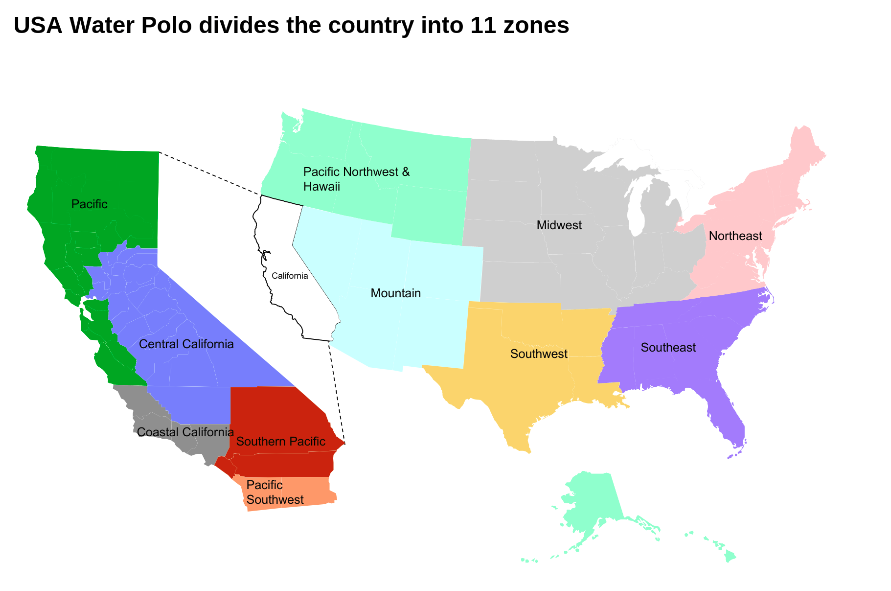 USA Water Polo divides the country into 11 zones
Pacific Northwest &
Hawaii
Pacific
Midwest
Northeast
California
Mountain
Central California
Southeast
Southwest
Coastal California
Southern Pacific
Pacific
Southwest